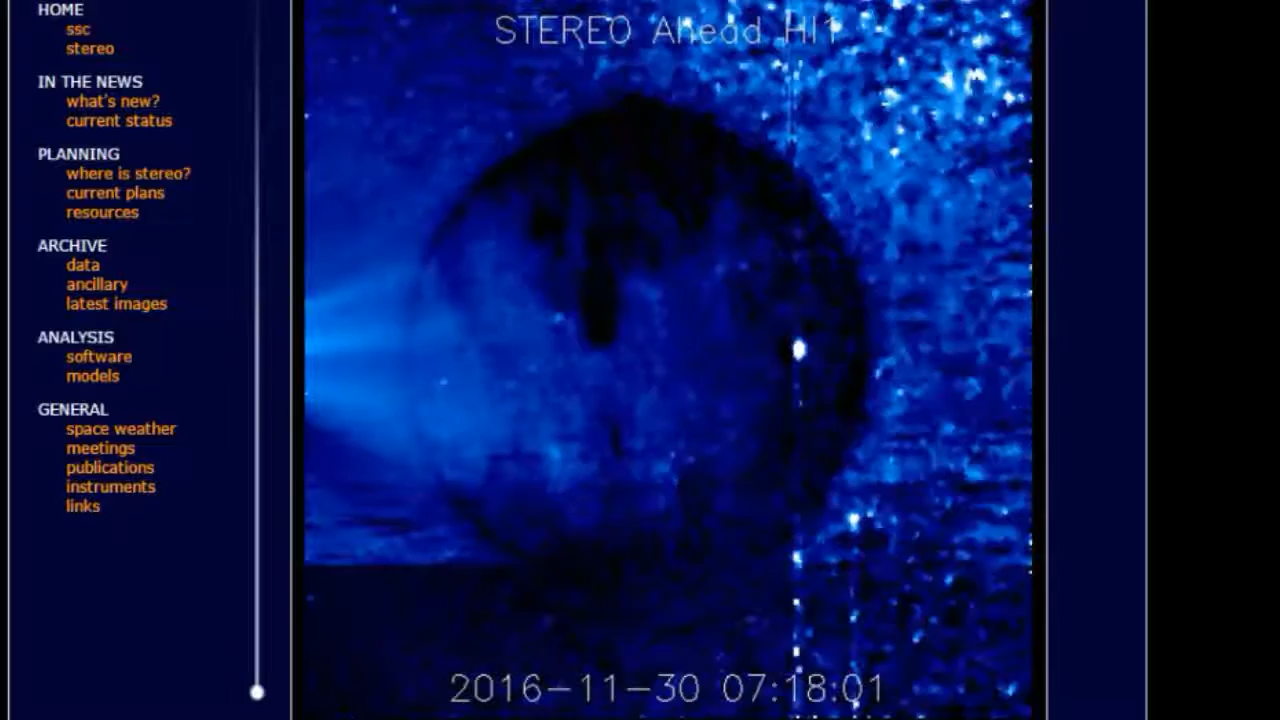 HOME
ssc
stereo
IN THE NEWS
what's new?
current status
PLANNING
where is stereo?
current plans
resources
ARCHIVE
data
ancillary
latest images
ANALYSIS
software
models
GENERAL
space weather
meetings
publications
instruments
links
STEREO Ahead HI1
2016-11-30 07:18:01